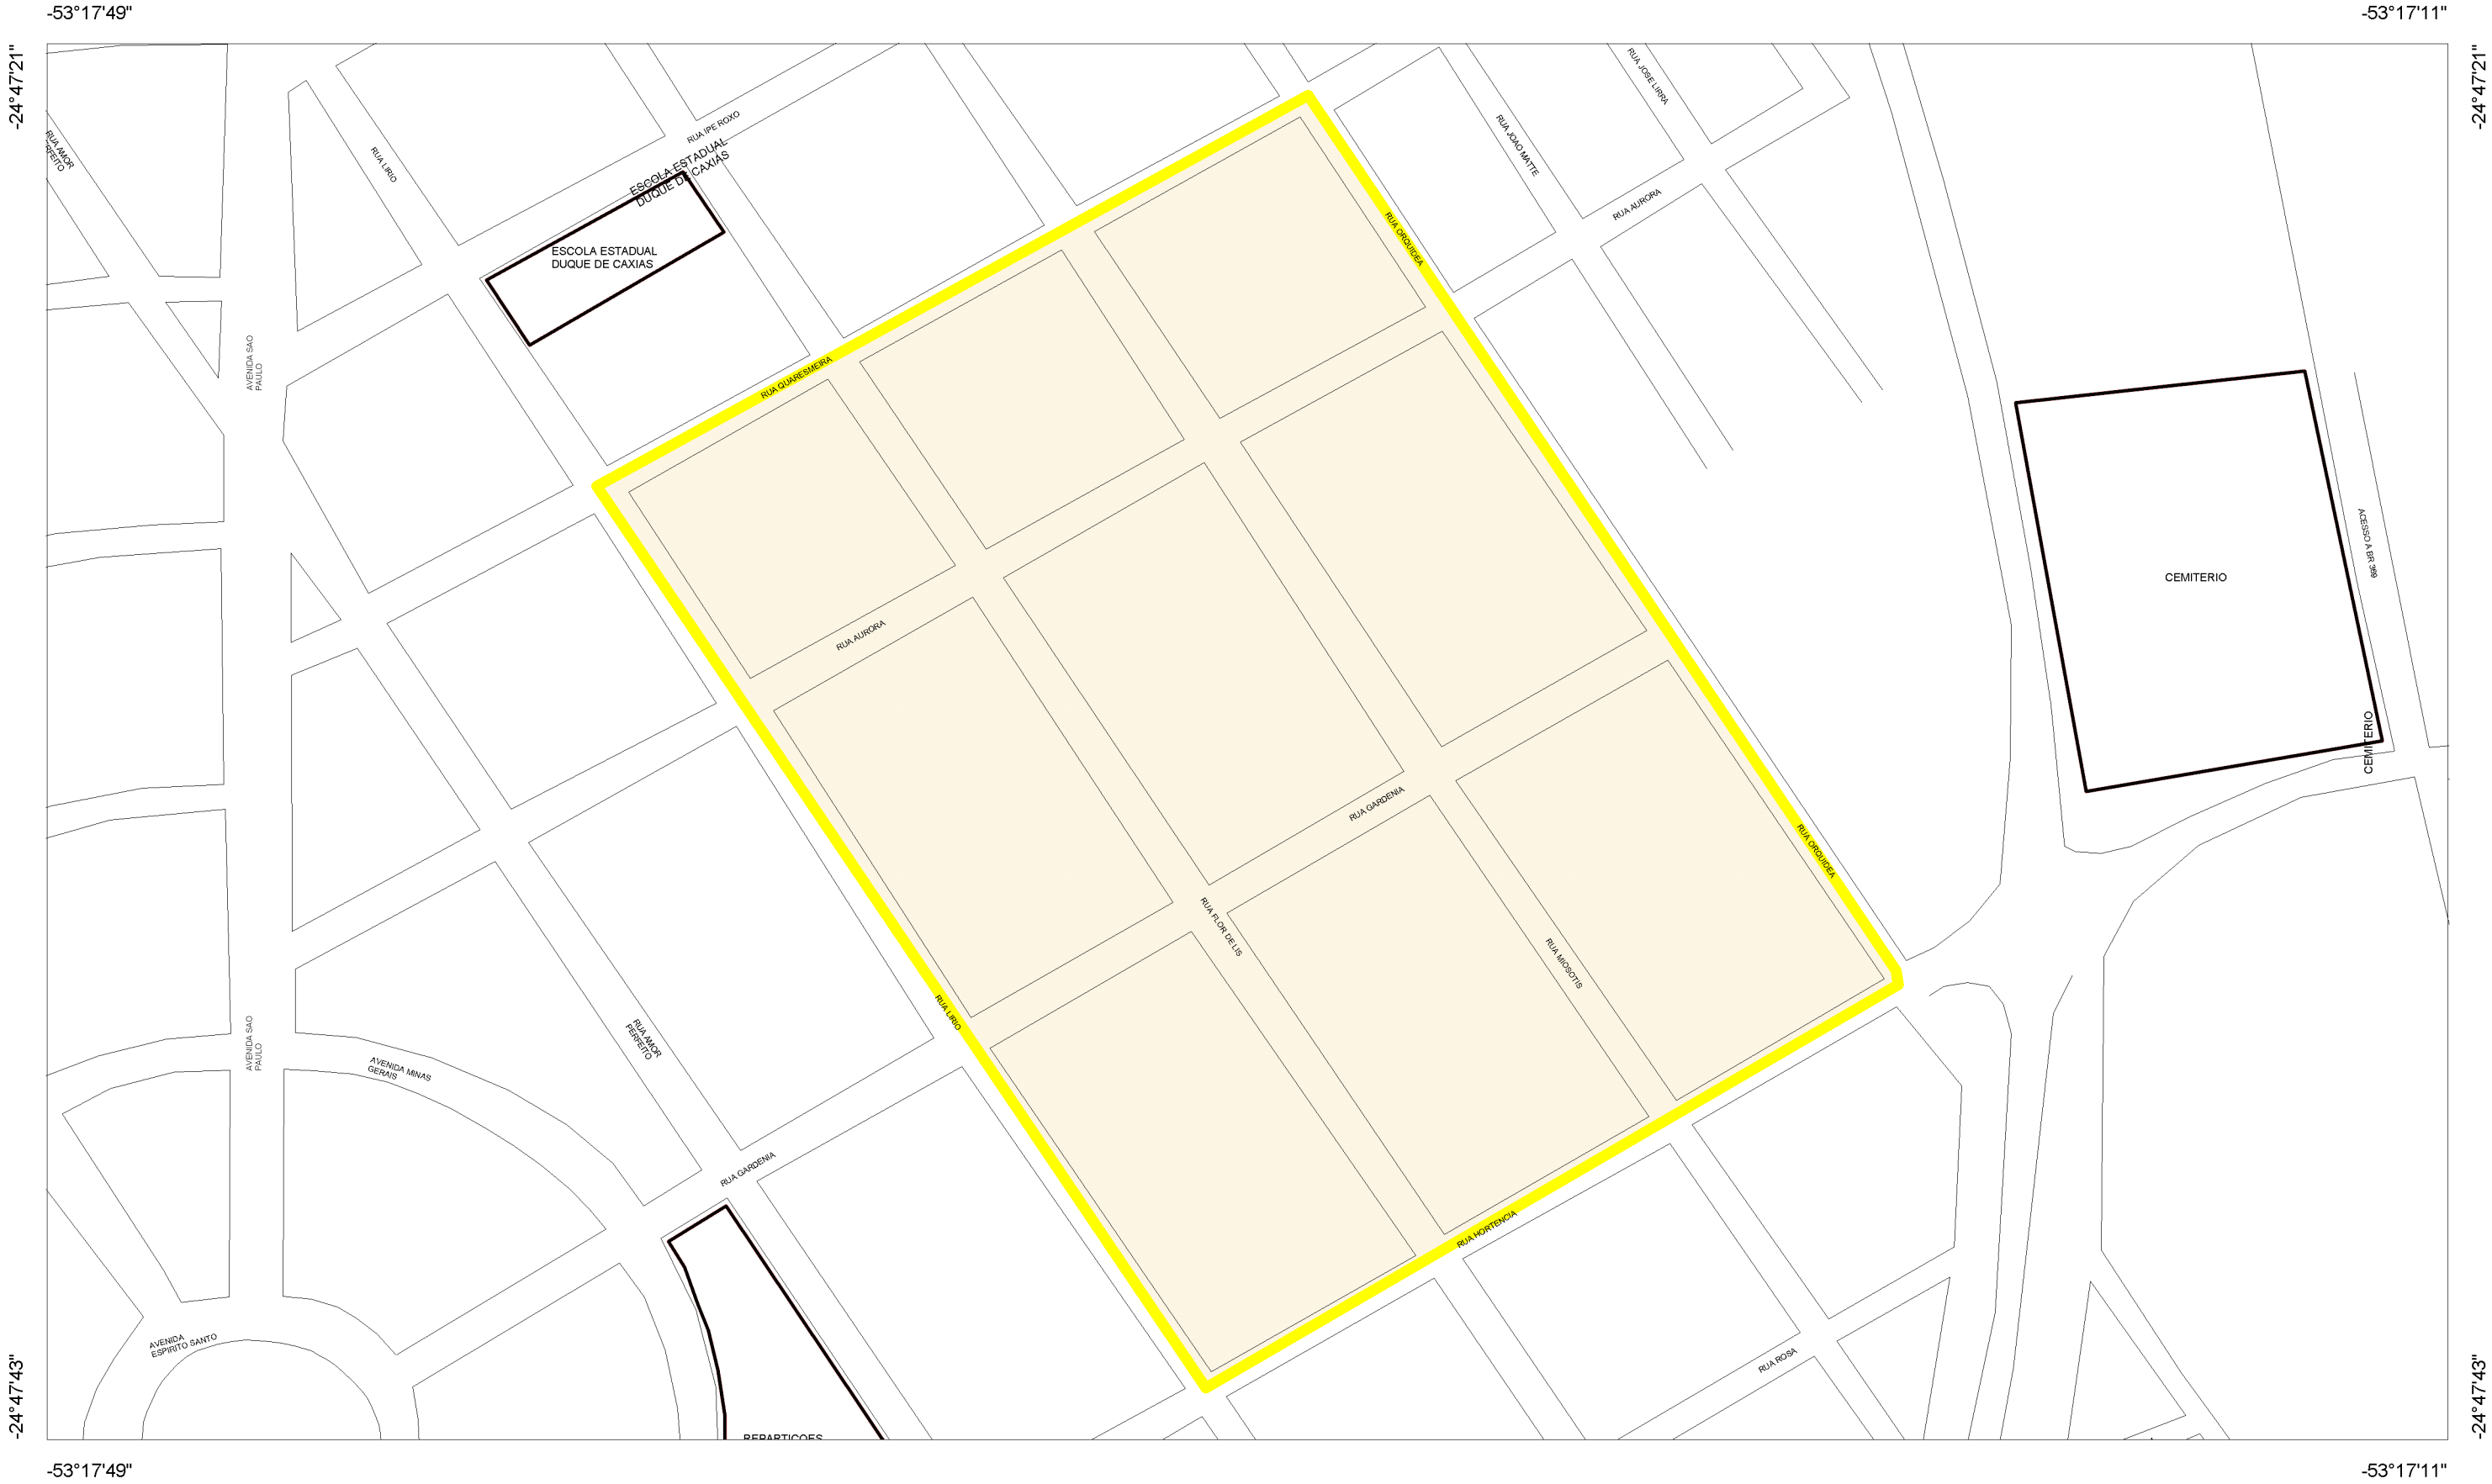 -53°17'49"
-53°17'11"
-24°47'21"
-24°47'21"
RUA JOSE LIRRA
RUA IPE ROXO
RUA AMOR
RFEITO
RUA LIRIO
ESCOLA ESTADUAL
DUQUE DE CAXIAS
RUA JOAO MATTE
RUA AURORA
RUA ORQUIDEA
ESCOLA ESTADUAL
DUQUE DE CAXIAS
AVENIDA SAO
PAULO
RUA QUARESMEIRA
ACESSO A BR 369
CEMITERIO
RUA AURORA
CEMITERIO
RUA GARDENIA
RUA ORQUIDEA
RUA FLOR DE LIS
RUA MIOSOTIS
RUA LIRIO
RUA AMOR
PERFEITO
AVENIDA SAO
PAULO
AVENIDA MINAS
GERAIS
RUA GARDENIA
RUA HORTENCIA
AVENIDA
ESPIRITO SANTO
RUA ROSA
REPARTICOES
-24°47'43"
-24°47'43"
-53°17'49"
-53°17'11"